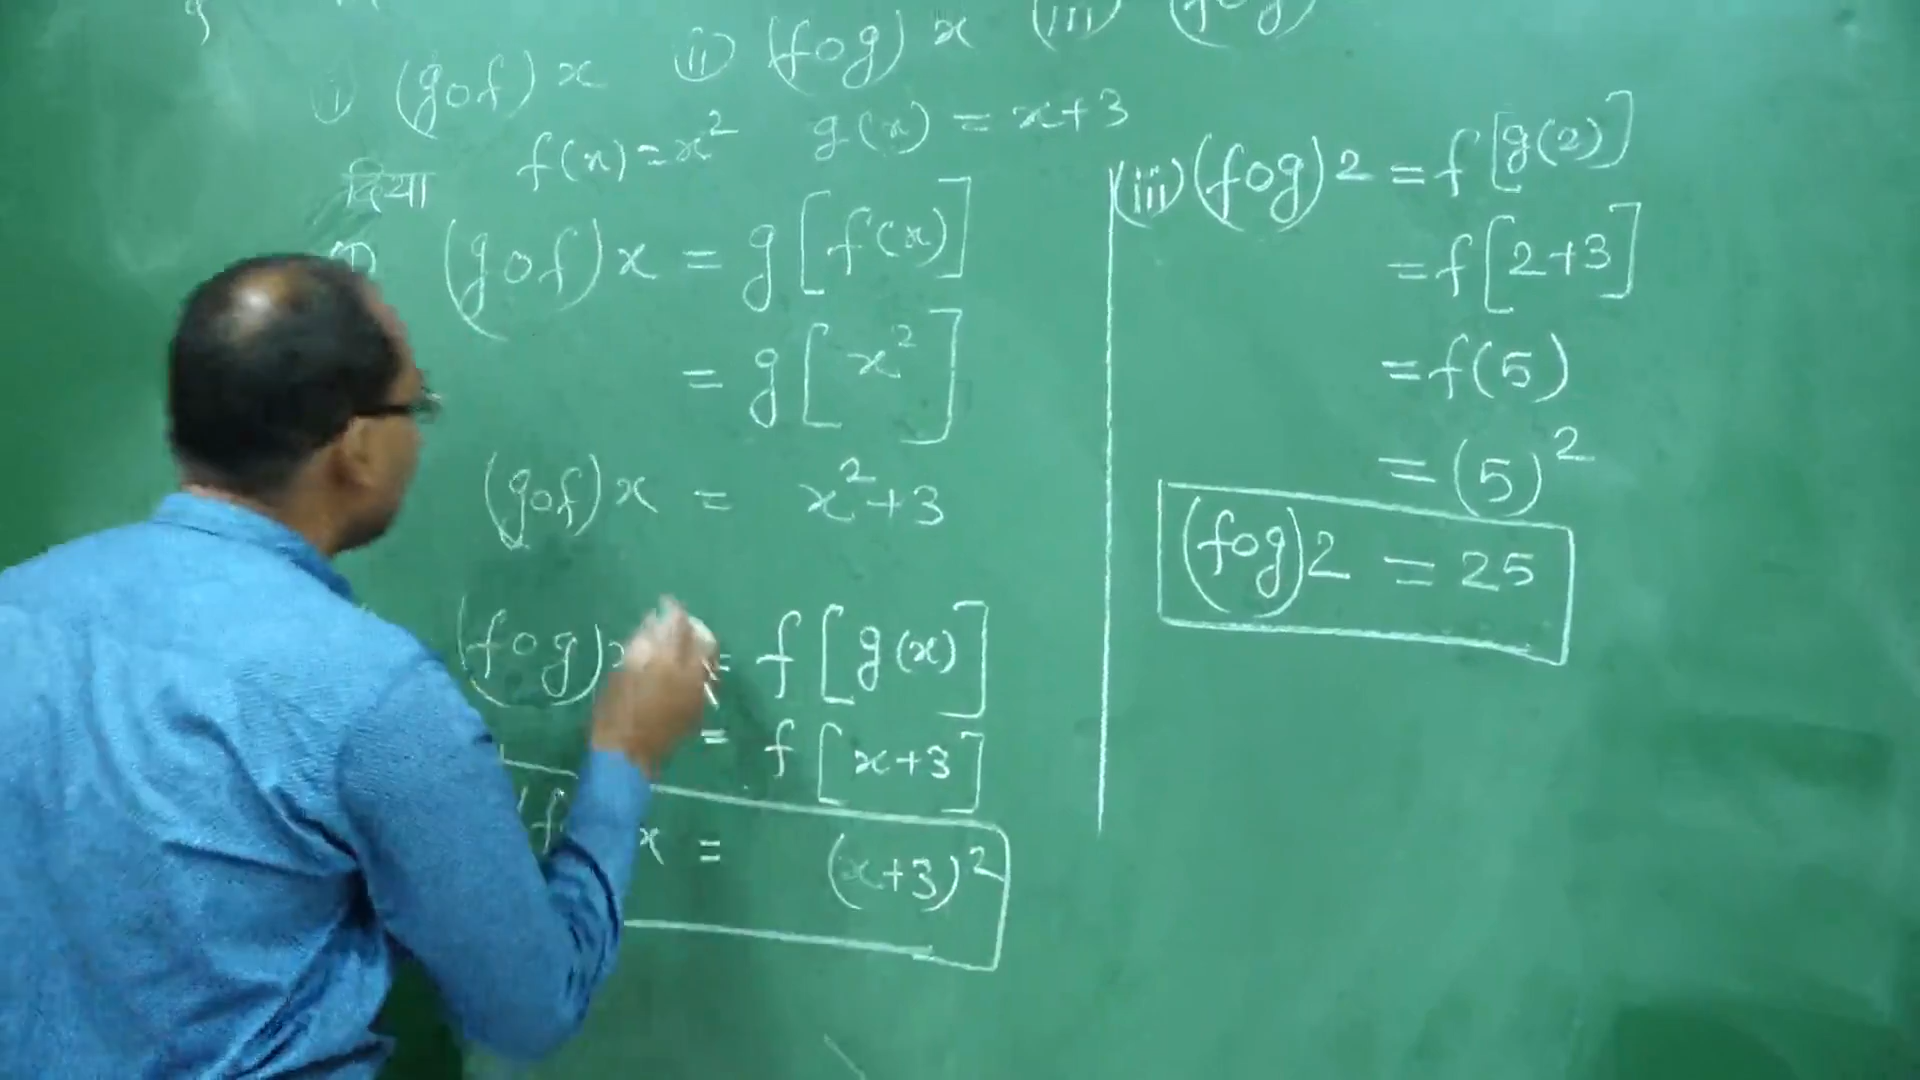 (i) (gof) x (ii) (fog) x (iii) (fog)
दिया f(x) = x² g(x) = x+3
(gof) x = g[f(x)]
= g[x²]
(gof) x = x²+3
(fog) x = f[g(x)]
= f[x+3]
x = (x+3)²
(iii) (fog) 2 = f[g(2)]
= f[2+3]
= f(5)
= (5)²
(fog) 2 = 25